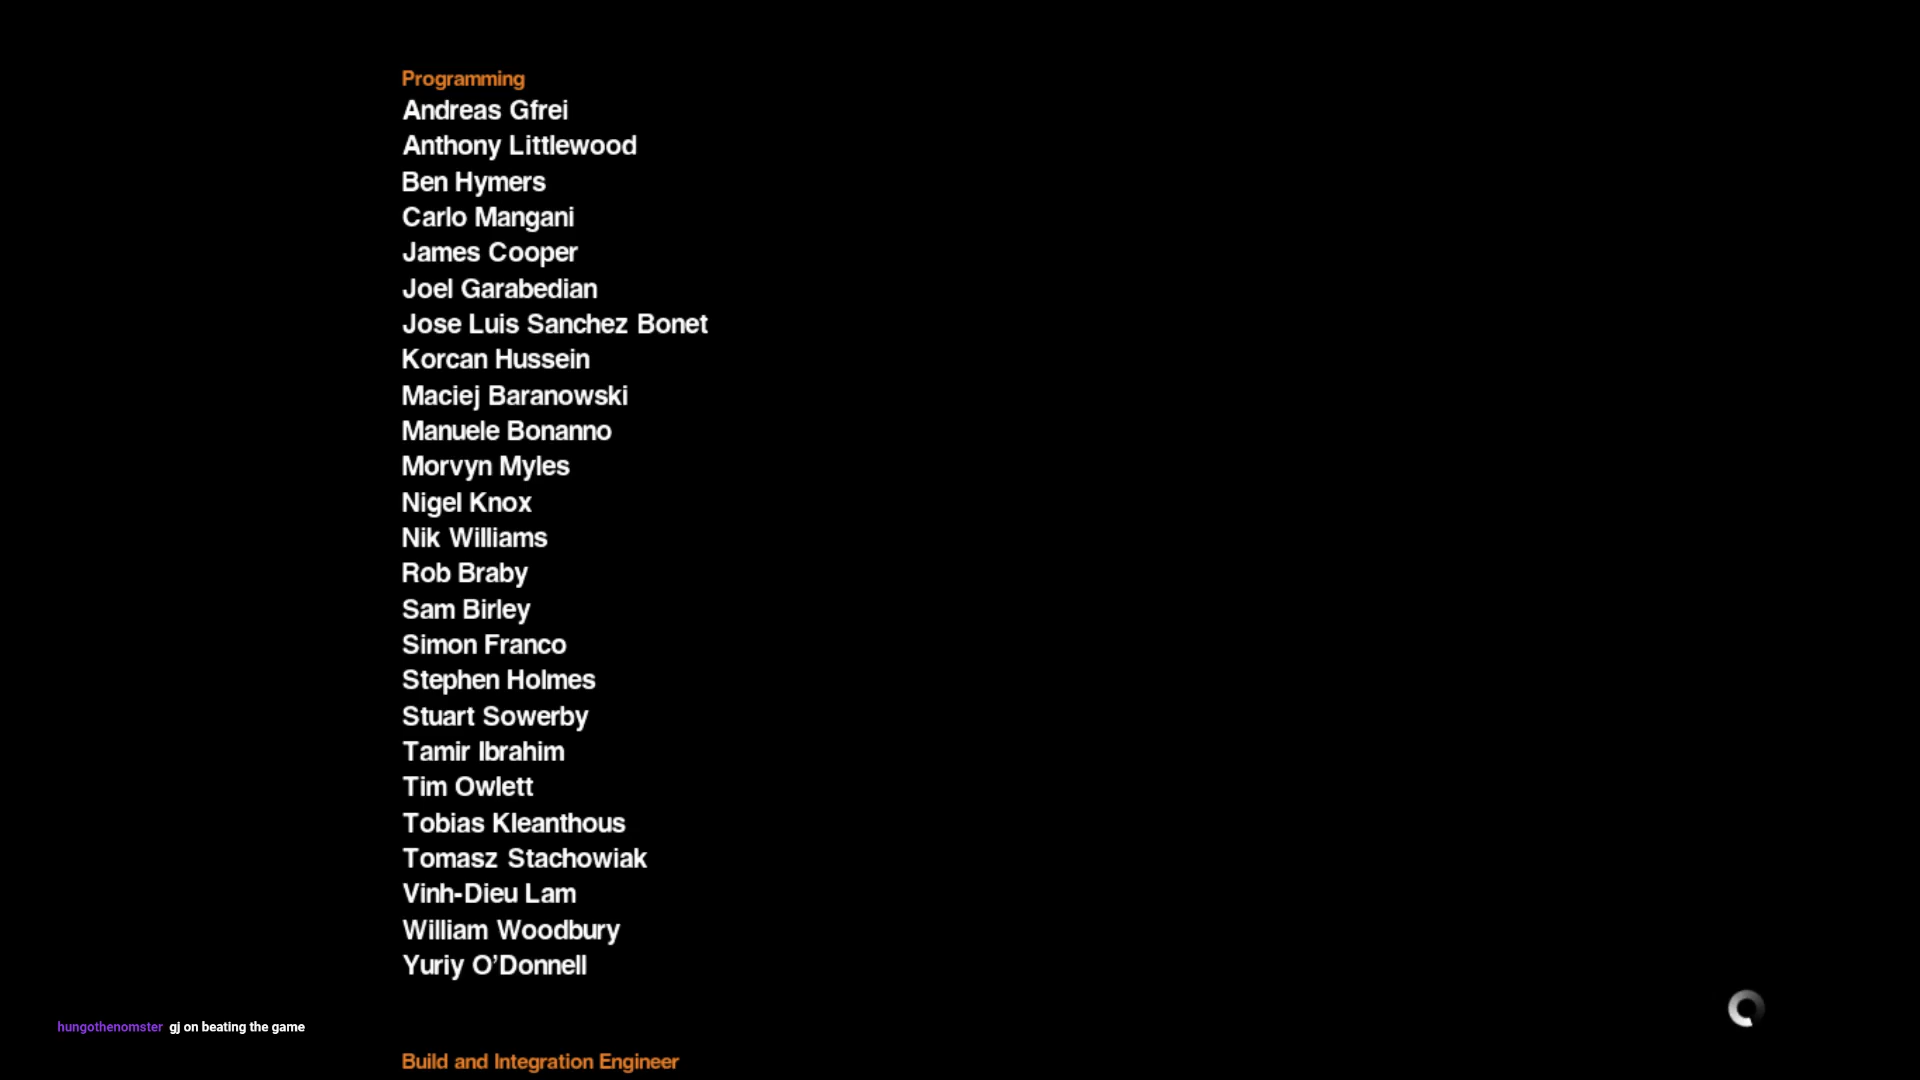 Programming
Andreas Gfrei
Anthony Littlewood
Ben Hymers
Carlo Mangani
James Cooper
Joel Garabedian
Jose Luis Sanchez Bonet
Korcan Hussein
Maciej Baranowski
Manuele Bonanno
Morvyn Myles
Nigel Knox
Nik Williams
Rob Braby
Sam Birley
Simon Franco
Stephen Holmes
Stuart Sowerby
Tamir Ibrahim
Tim Owlett
Tobias Kleanthous
Tomasz Stachowiak
Vinh-Dieu Lam
William Woodbury
Yuriy O’Donnell
hungothenomster gj on beating the game
Build and Integration Engineer